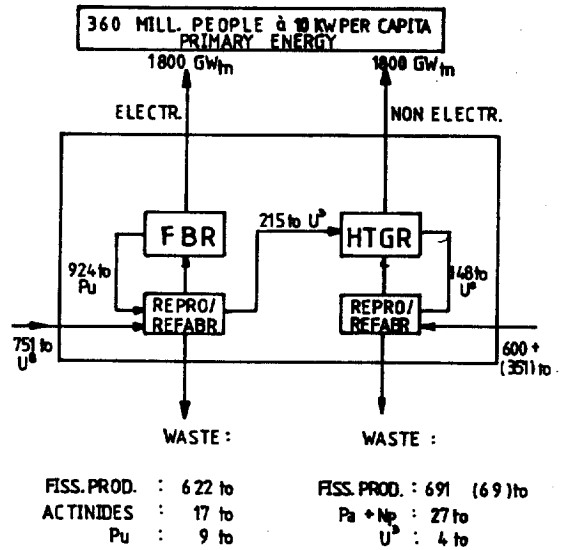 360 MILL. PEOPLE à 10 KW PER CAPITA
PRIMARY ENERGY
1800 GWth
1800 GWth
ELECTR.
NON ELECTR.
FBR
215 to U³
HTGR
924 to
Pu
148 to
U³
REPRO/
REFABR
REPRO/
REFABR
751 to
U⁸
600 +
(351) to
WASTE :
FISS. PROD. : 622 to
ACTINIDES : 17 to
Pu : 9 to
WASTE :
FISS. PROD. : 691 (69) to
Pa + Np : 27 to
U³ : 4 to